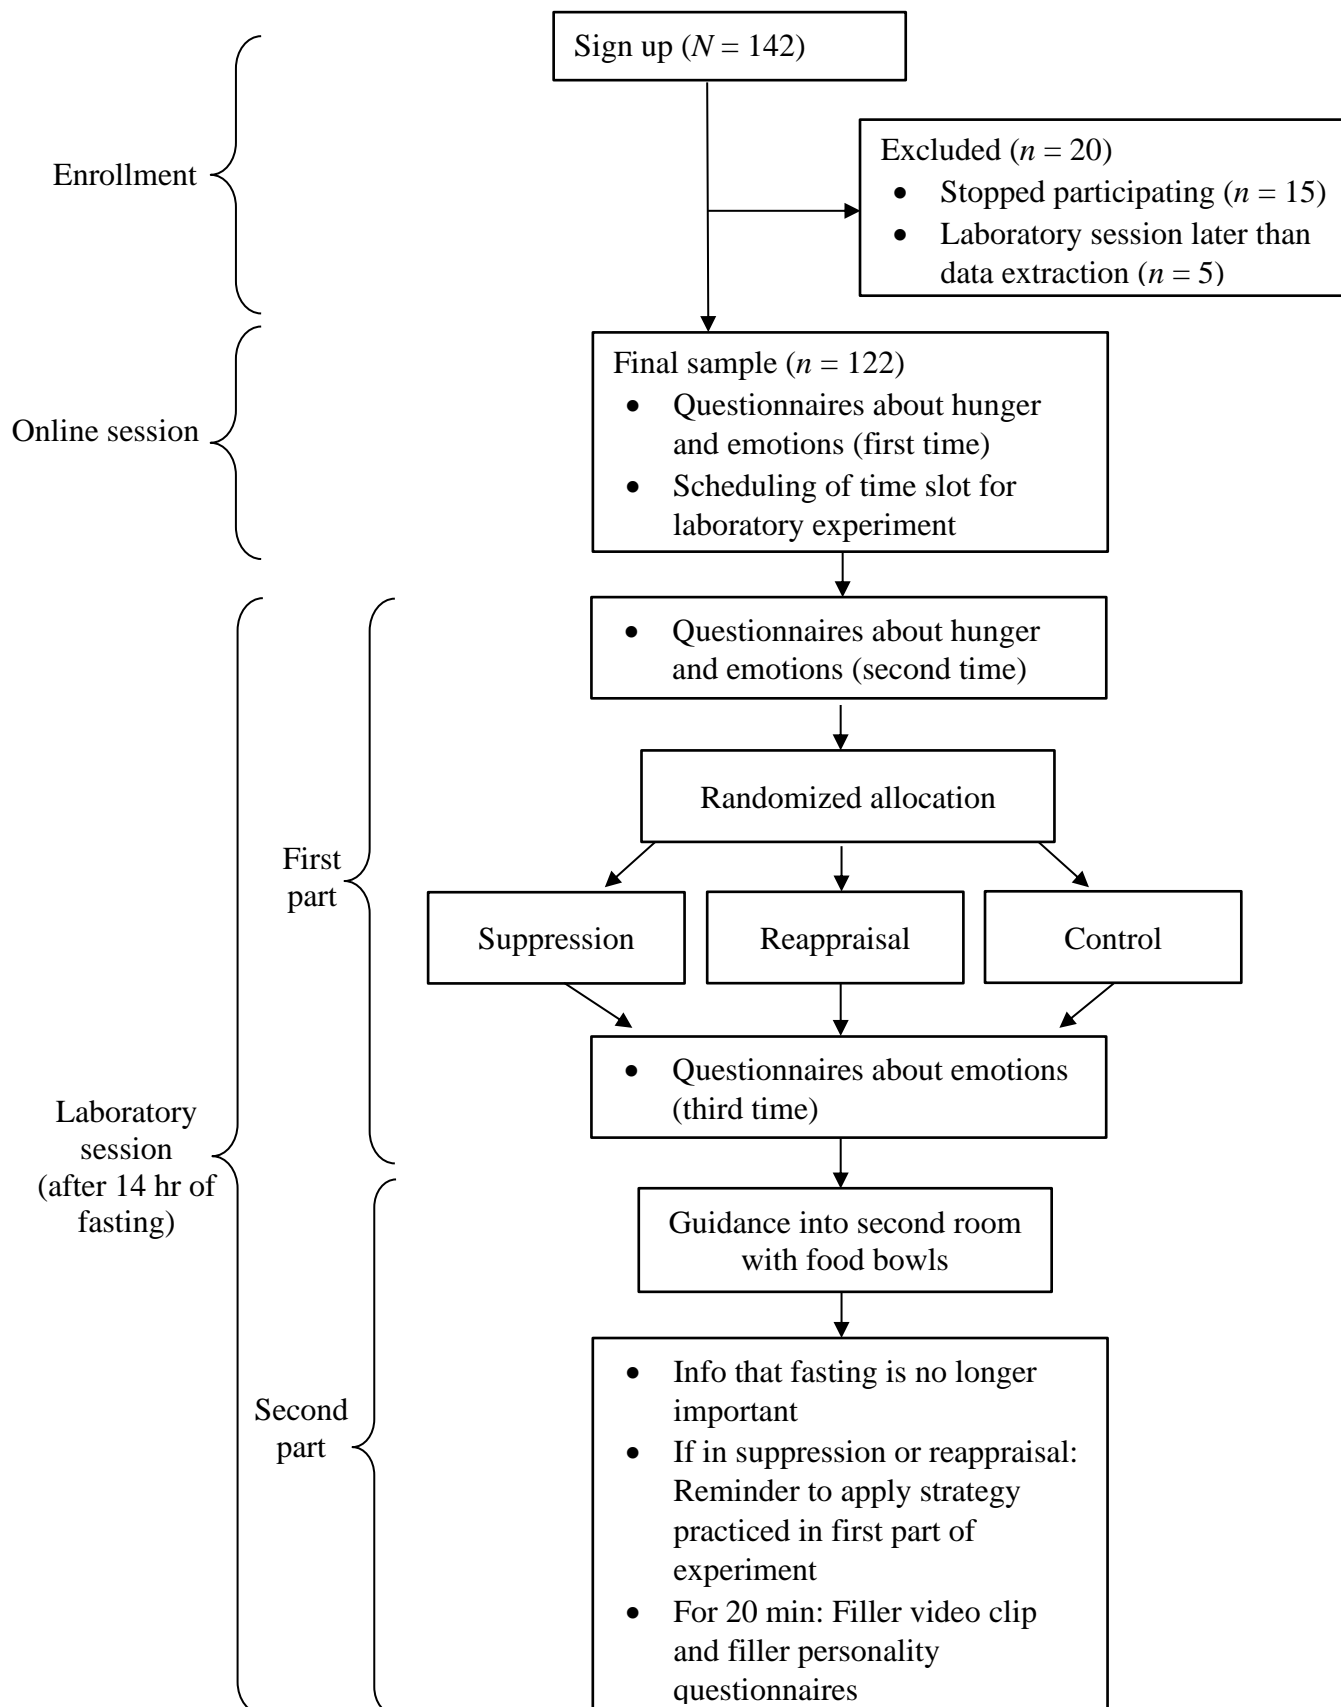 Sign up (N = 142)
Enrollment
Excluded (n = 20)
• Stopped participating (n = 15)
• Laboratory session later than
data extraction (n = 5)
Online session
Final sample (n = 122)
• Questionnaires about hunger
and emotions (first time)
• Scheduling of time slot for
laboratory experiment
Laboratory
session
(after 14 hr of
fasting)
First
part
• Questionnaires about hunger
and emotions (second time)
Randomized allocation
Suppression
Reappraisal
Control
• Questionnaires about emotions
(third time)
Second
part
Guidance into second room
with food bowls
• Info that fasting is no longer
important
• If in suppression or reappraisal:
Reminder to apply strategy
practiced in first part of
experiment
• For 20 min: Filler video clip
and filler personality
questionnaires